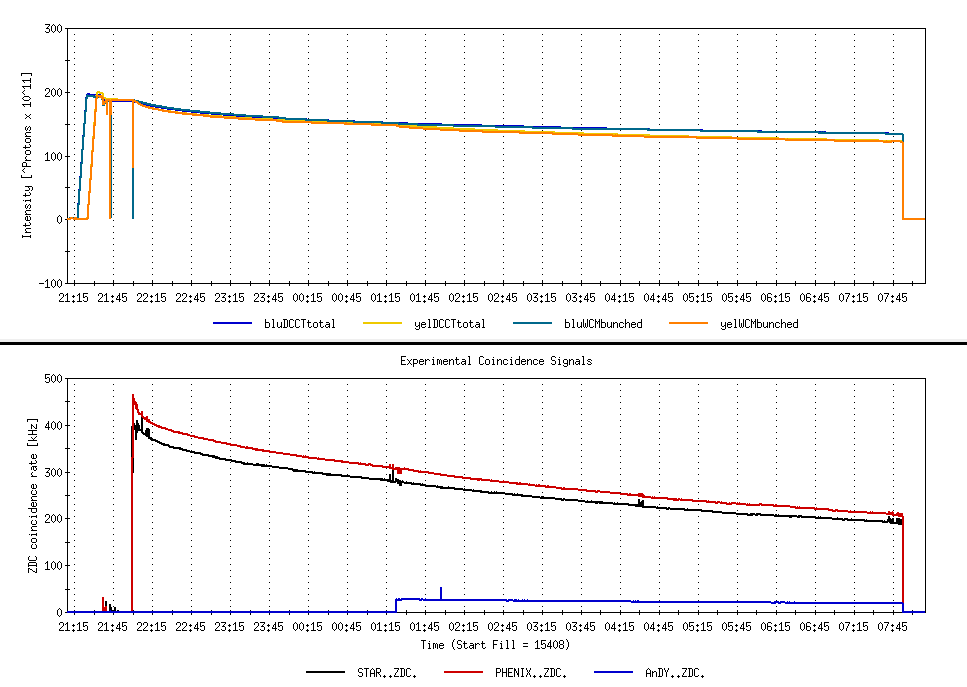 300
200
100
0
-100
Intensity [^Protons x 10^11]
21:15 21:45 22:15 22:45 23:15 23:45 00:15 00:45 01:15 01:45 02:15 02:45 03:15 03:45 04:15 04:45 05:15 05:45 06:15 06:45 07:15 07:45
bluDCCTtotal yelDCCTtotal bluWCMbunched yelWCMbunched
Experimental Coincidence Signals
500
400
300
200
100
0
ZDC coincidence rate [kHz]
21:15 21:45 22:15 22:45 23:15 23:45 00:15 00:45 01:15 01:45 02:15 02:45 03:15 03:45 04:15 04:45 05:15 05:45 06:15 06:45 07:15 07:45
Time (Start Fill = 15408)
STAR..ZDC. PHENIX..ZDC. AnDY..ZDC.